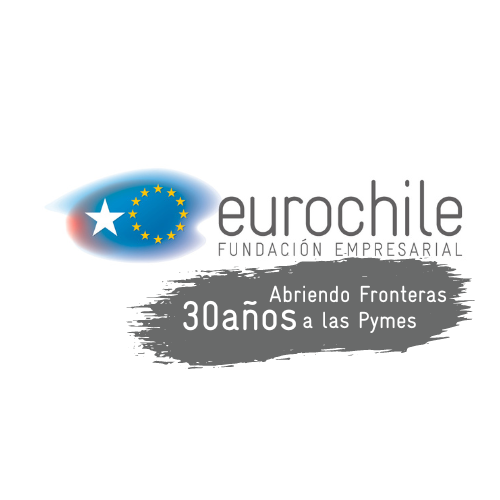 eurochile
FUNDACIÓN EMPRESARIAL
Abriendo Fronteras
30años a las Pymes